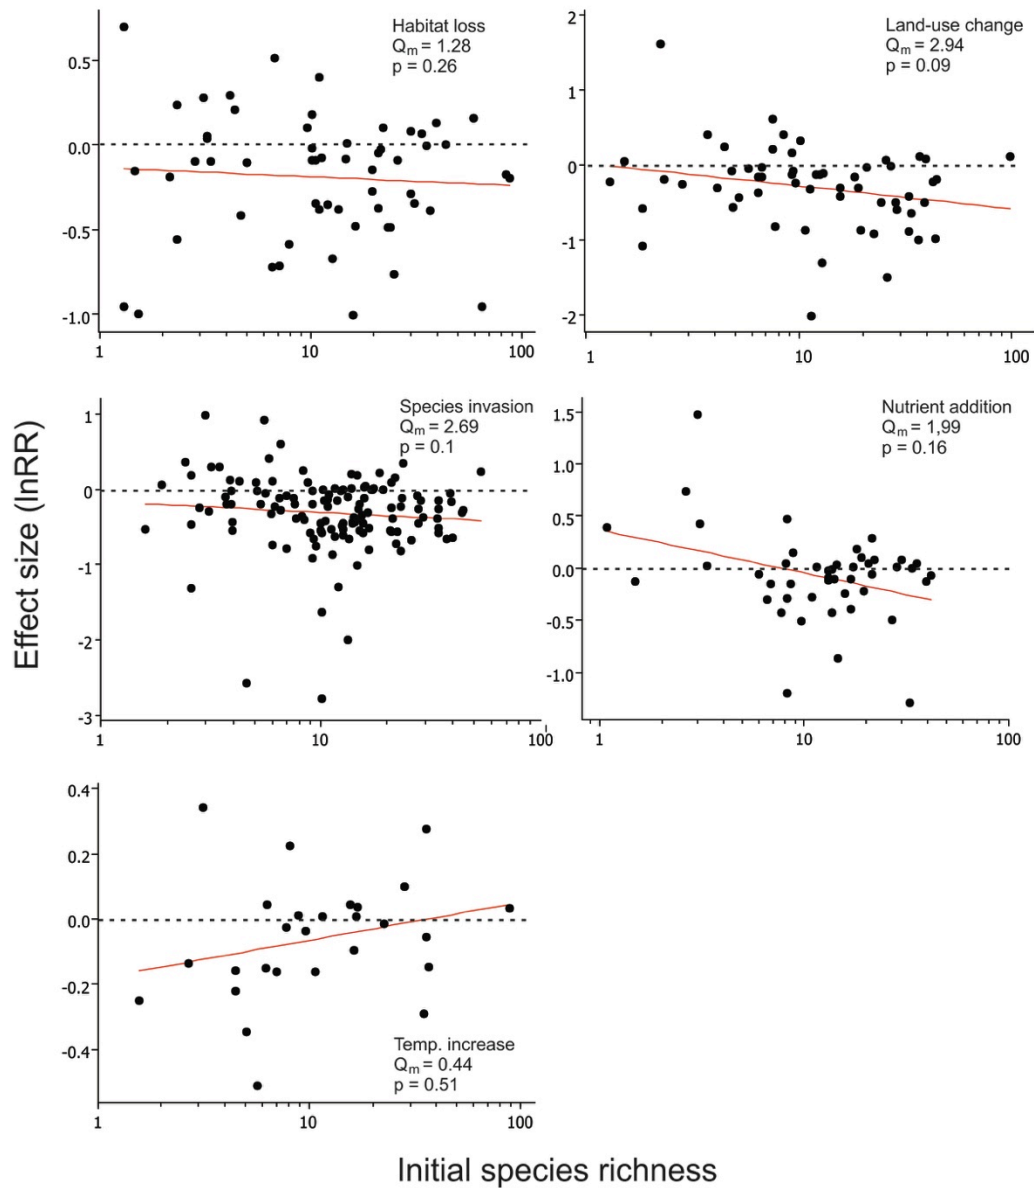 Habitat loss
Qm = 1.28
p = 0.26
0.5
0.0
-0.5
-1.0
1 10 100
Land-use change
Qm = 2.94
p = 0.09
2
1
0
-1
-2
1 10 100
Species invasion
Qm = 2.69
p = 0.1
1
0
-1
-2
-3
1 10 100
Nutrient addition
Qm = 1,99
p = 0.16
1.5
1.0
0.5
0.0
-0.5
-1.0
1 10 100
Effect size (lnRR)
0.4
0.2
0.0
-0.2
-0.4
Temp. increase
Qm = 0.44
p = 0.51
1 10 100
Initial species richness